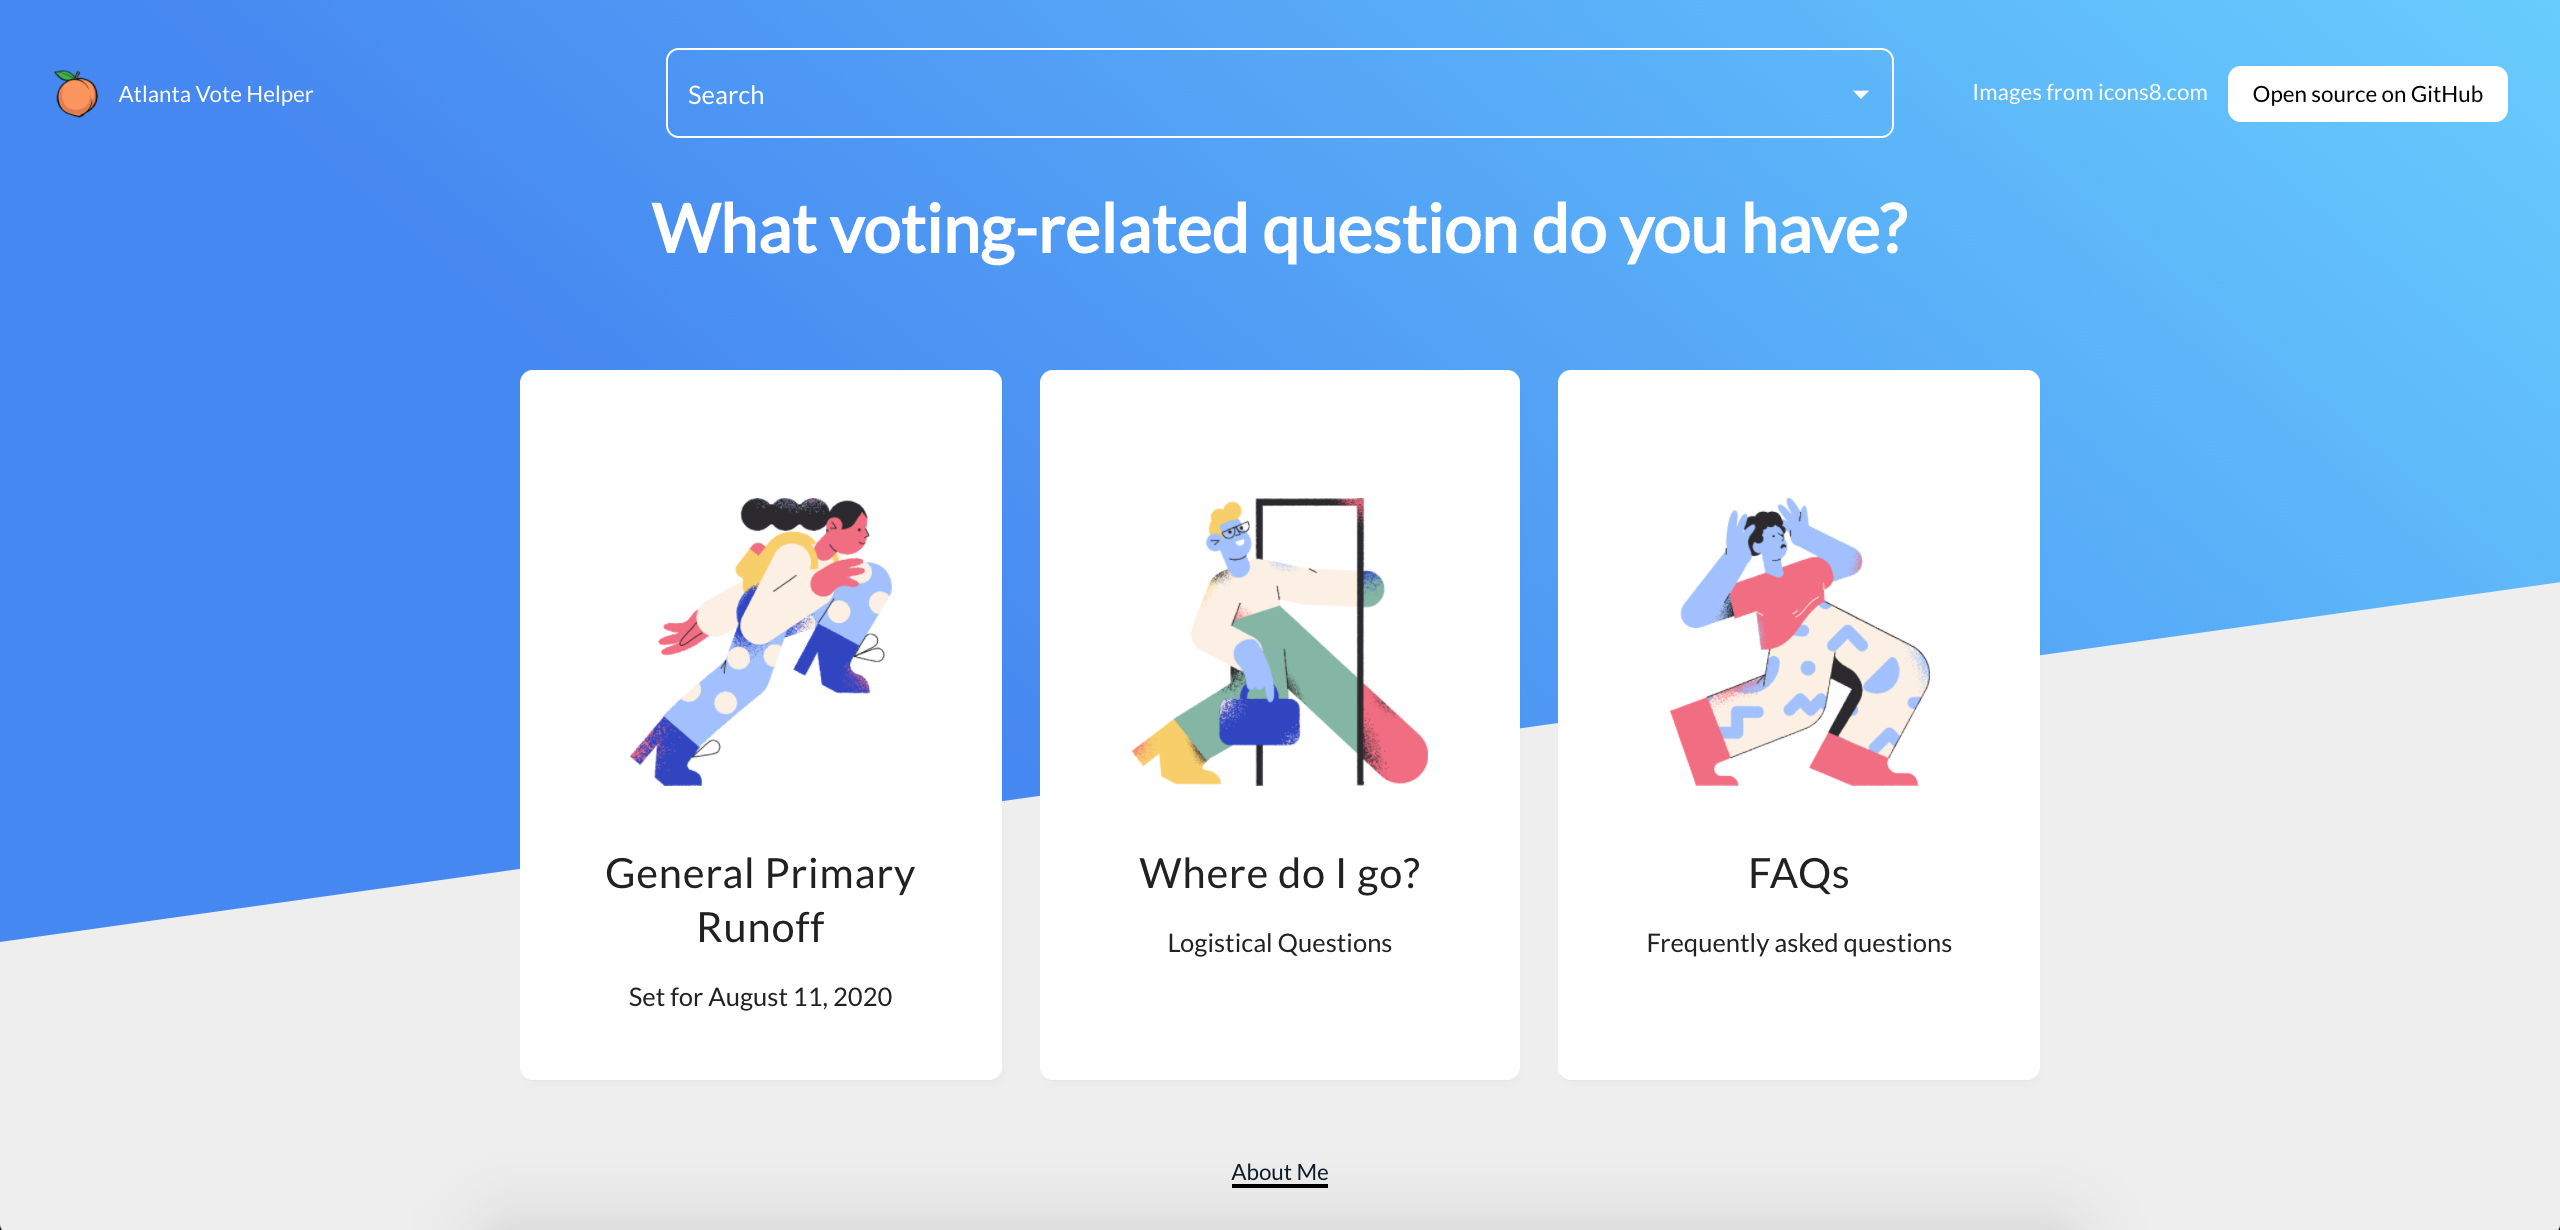 Atlanta Vote Helper
Search
Images from icons8.com
Open source on GitHub
What voting-related question do you have?
General Primary
Runoff
Set for August 11, 2020
Where do I go?
Logistical Questions
FAQs
Frequently asked questions
About Me